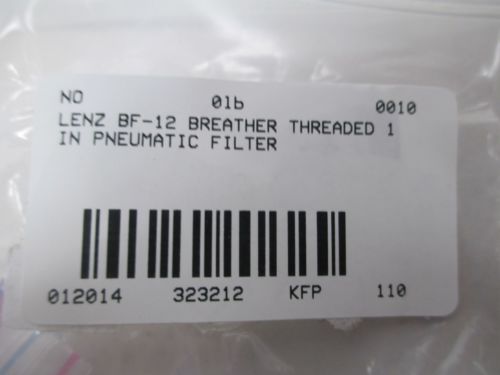 NO 01b 0010
LENZ BF-12 BREATHER THREADED 1
IN PNEUMATIC FILTER
012014 323212 KFP 110